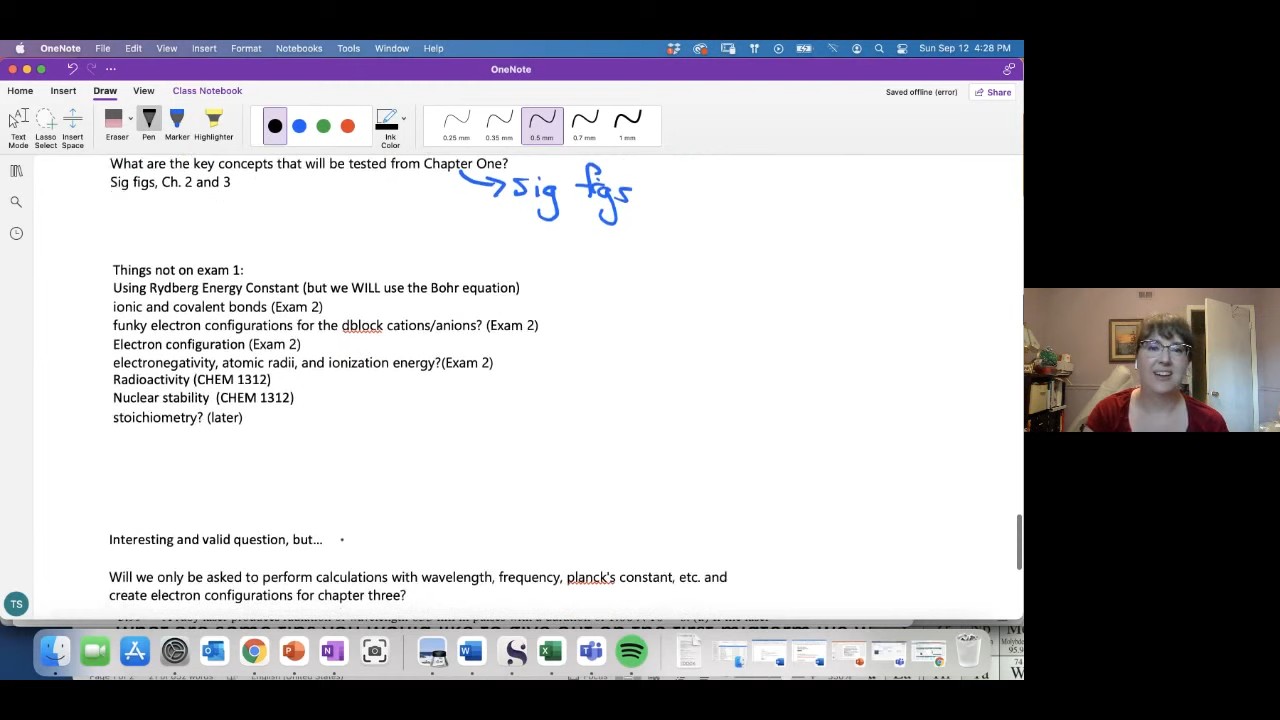 OneNote File Edit View Insert Format Notebooks Tools Window Help Sun Sep 12 4:28 PM
OneNote
Home Insert Draw View Class Notebook Saved offline (error) Share
Text Mode
Lasso Select
Insert Space
Eraser
Pen
Marker
Highlighter
Ink Color
0.25 mm 0.35 mm 0.5 mm 0.7 mm 1 mm
What are the key concepts that will be tested from Chapter One?
Sig figs, Ch. 2 and 3
sig figs
Things not on exam 1:
Using Rydberg Energy Constant (but we WILL use the Bohr equation)
ionic and covalent bonds (Exam 2)
funky electron configurations for the dblock cations/anions? (Exam 2)
Electron configuration (Exam 2)
electronegativity, atomic radii, and ionization energy?(Exam 2)
Radioactivity (CHEM 1312)
Nuclear stability (CHEM 1312)
stoichiometry? (later)
Interesting and valid question, but...
Will we only be asked to perform calculations with wavelength, frequency, planck's constant, etc. and
create electron configurations for chapter three?
TS